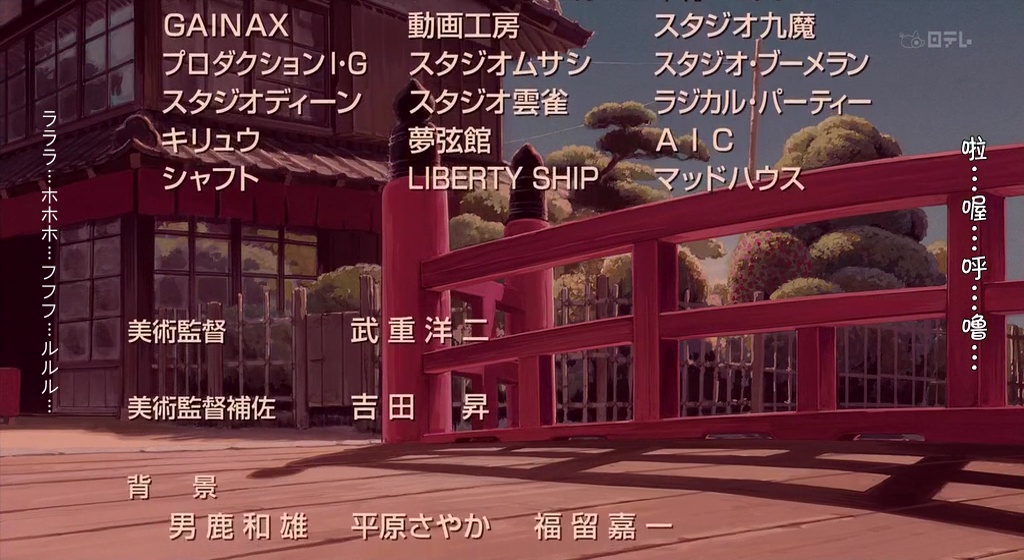 GAINAX 動画工房 スタジオ九魔
プロダクションI・G スタジオムサシ スタジオ・ブーメラン
スタジオディーン スタジオ雲雀 ラジカル・パーティー
キリュウ 夢弦館 AIC
シャフト LIBERTY SHIP マッドハウス
美術監督 武重洋二
美術監督補佐 吉田 昇
背 景
男鹿和雄 平原さやか 福留嘉一
ラララ…ホホホ…フフフ…ルルル…
啦…喔…呼…噜…
日テレ